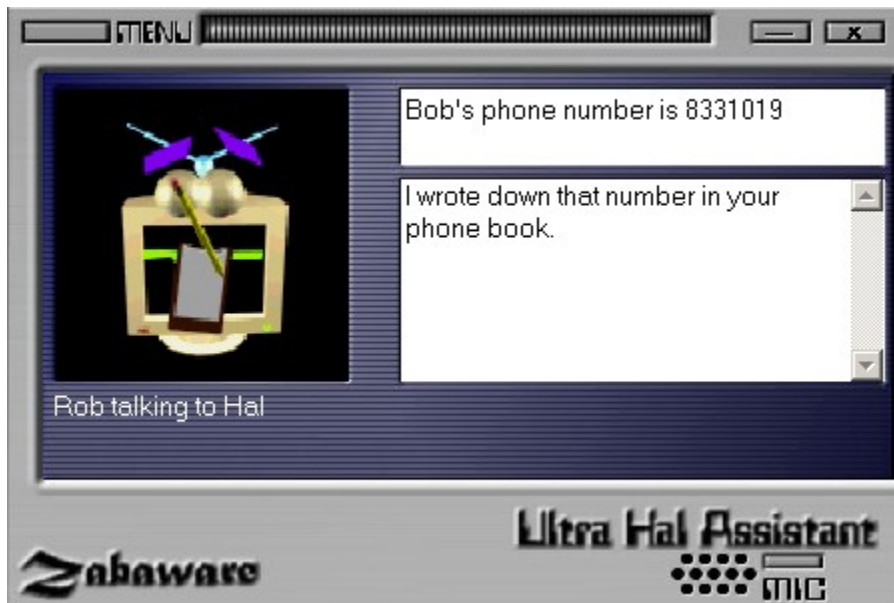 MENU
Bob's phone number is 8331019
I wrote down that number in your
phone book.
Rob talking to Hal
Ultra Hal Assistant
Zabaware
MIC